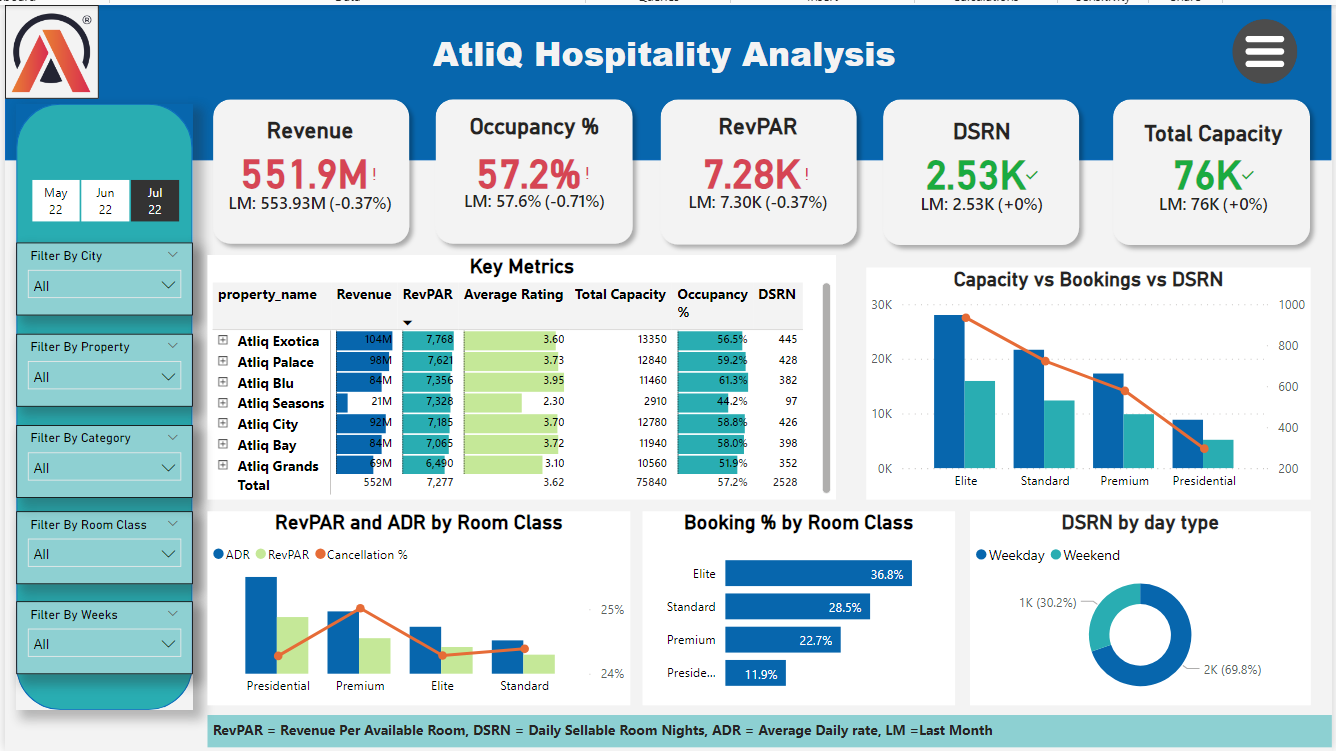 AtliQ Hospitality Analysis
®
May 22
Jun 22
Jul 22
Filter By City
All
Filter By Property
All
Filter By Category
All
Filter By Room Class
All
Filter By Weeks
All
Revenue
551.9M!
LM: 553.93M (-0.37%)
Occupancy %
57.2%!
LM: 57.6% (-0.71%)
RevPAR
7.28K!
LM: 7.30K (-0.37%)
DSRN
2.53K✓
LM: 2.53K (+0%)
Total Capacity
76K✓
LM: 76K (+0%)
Key Metrics
property_name Revenue RevPAR Average Rating Total Capacity Occupancy % DSRN
Atliq Exotica 104M 7,768 3.60 13350 56.5% 445
Atliq Palace 98M 7,621 3.73 12840 59.2% 428
Atliq Blu 84M 7,356 3.95 11460 61.3% 382
Atliq Seasons 21M 7,328 2.30 2910 44.2% 97
Atliq City 92M 7,185 3.70 12780 58.8% 426
Atliq Bay 84M 7,065 3.72 11940 58.0% 398
Atliq Grands 69M 6,490 3.10 10560 51.9% 352
Total 552M 7,277 3.62 75840 57.2% 2528
Capacity vs Bookings vs DSRN
30K 1000
20K 800
10K 600
0K 400
200
Elite Standard Premium Presidential
RevPAR and ADR by Room Class
ADR RevPAR Cancellation %
25%
24%
Presidential Premium Elite Standard
Booking % by Room Class
Elite 36.8%
Standard 28.5%
Premium 22.7%
Preside... 11.9%
DSRN by day type
Weekday Weekend
1K (30.2%)
2K (69.8%)
RevPAR = Revenue Per Available Room, DSRN = Daily Sellable Room Nights, ADR = Average Daily rate, LM =Last Month